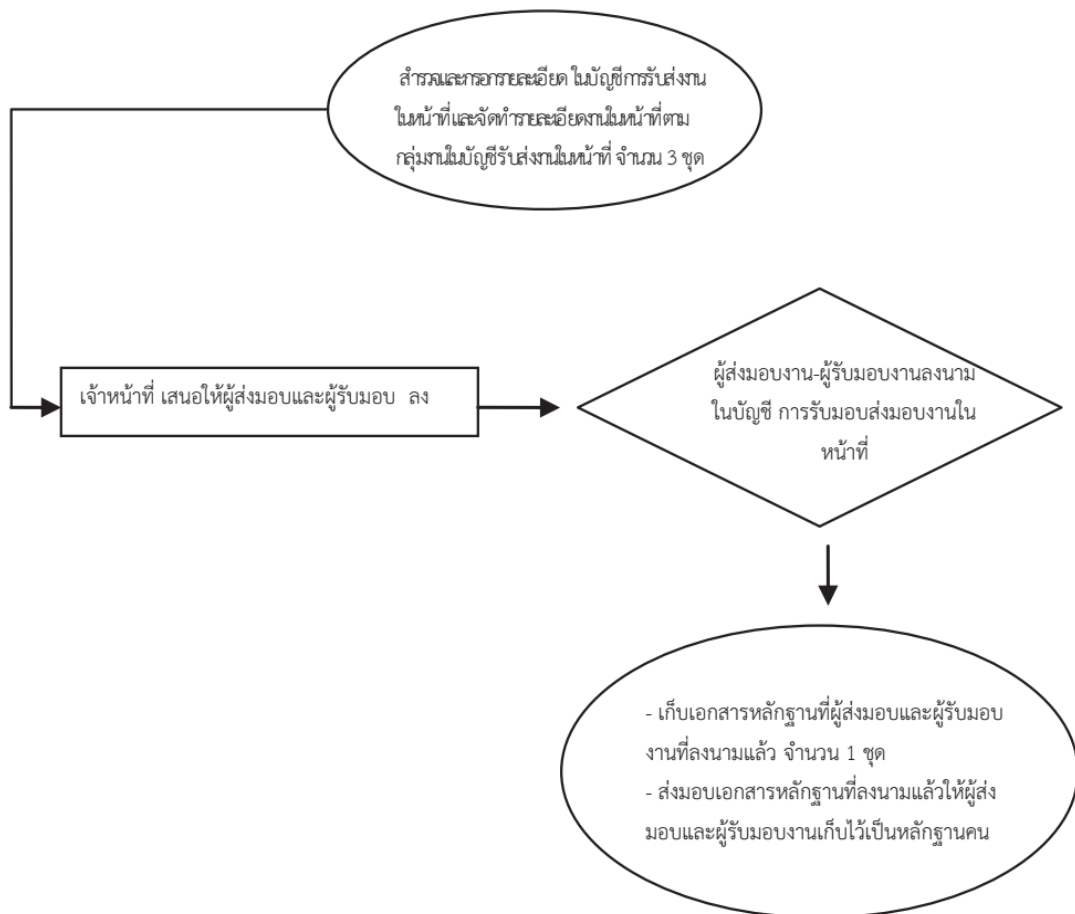 สำรวจและกรอกรายละเอียด ในบัญชีการรับส่งงาน
ในหน้าที่และจัดทำรายละเอียดงานในหน้าที่ตาม
กลุ่มงานในบัญชีรับส่งงานในหน้าที่ จำนวน 3 ชุด
เจ้าหน้าที่ เสนอให้ผู้ส่งมอบและผู้รับมอบ ลง
ผู้ส่งมอบงาน-ผู้รับมอบงานลงนาม
ในบัญชี การรับมอบส่งมอบงานใน
หน้าที่
- เก็บเอกสารหลักฐานที่ผู้ส่งมอบและผู้รับมอบ
งานที่ลงนามแล้ว จำนวน 1 ชุด
- ส่งมอบเอกสารหลักฐานที่ลงนามแล้วให้ผู้ส่ง
มอบและผู้รับมอบงานเก็บไว้เป็นหลักฐานคน